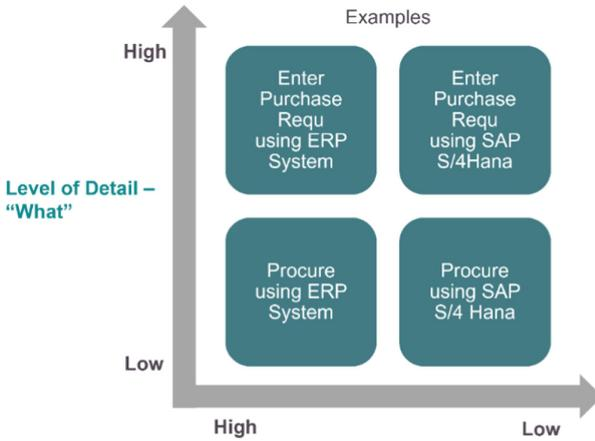 Examples
High
Enter
Purchase
Requ
using ERP
System
Enter
Purchase
Requ
using SAP
S/4Hana
Level of Detail –
“What”
Procure
using ERP
System
Procure
using SAP
S/4 Hana
Low
High
Low